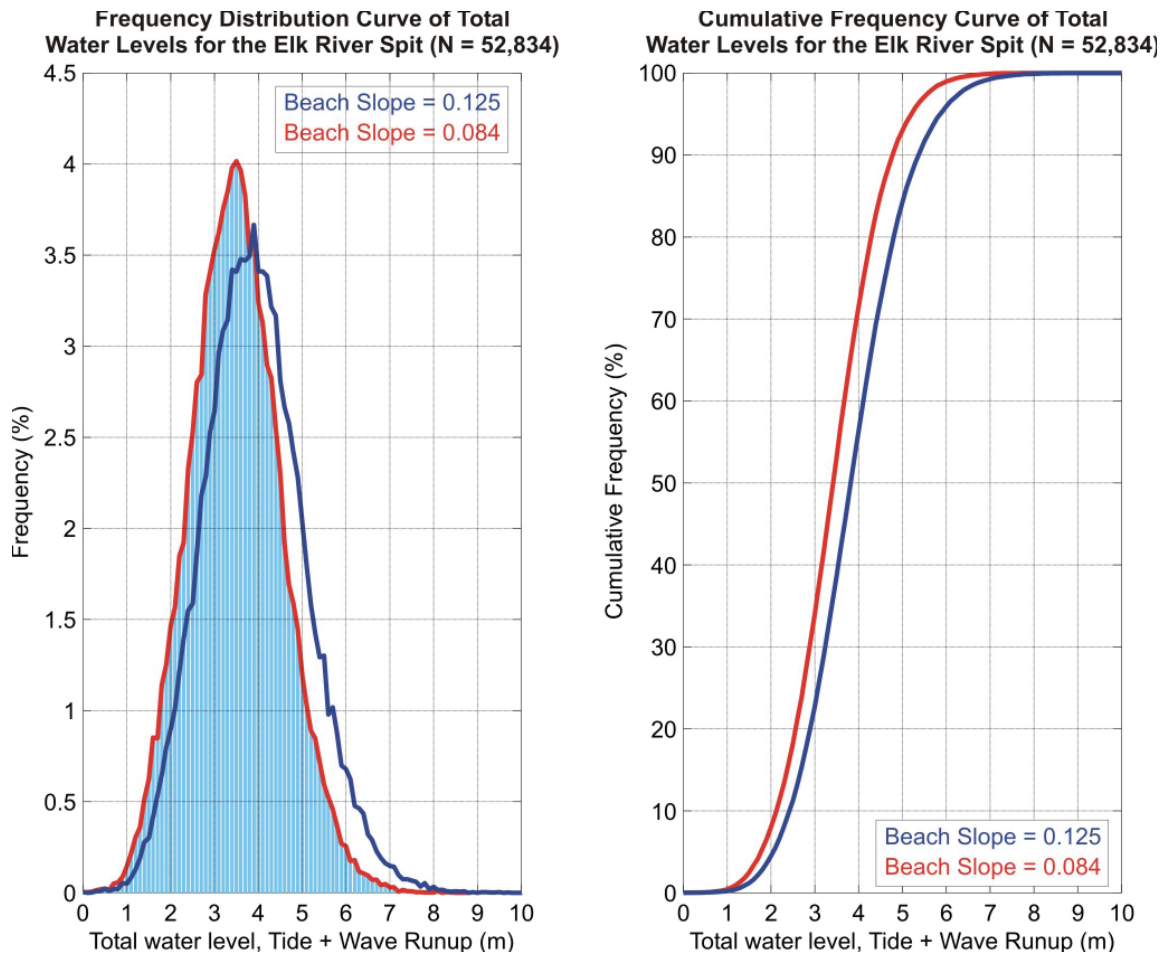 Frequency Distribution Curve of Total
Water Levels for the Elk River Spit (N = 52,834)
4.5
4
3.5
3
2.5
2
1.5
1
0.5
0
Frequency (%)
Beach Slope = 0.125
Beach Slope = 0.084
0 1 2 3 4 5 6 7 8 9 10
Total water level, Tide + Wave Runup (m)
Cumulative Frequency Curve of Total
Water Levels for the Elk River Spit (N = 52,834)
100
90
80
70
60
50
40
30
20
10
0
Cumulative Frequency (%)
Beach Slope = 0.125
Beach Slope = 0.084
0 1 2 3 4 5 6 7 8 9 10
Total water level, Tide + Wave Runup (m)